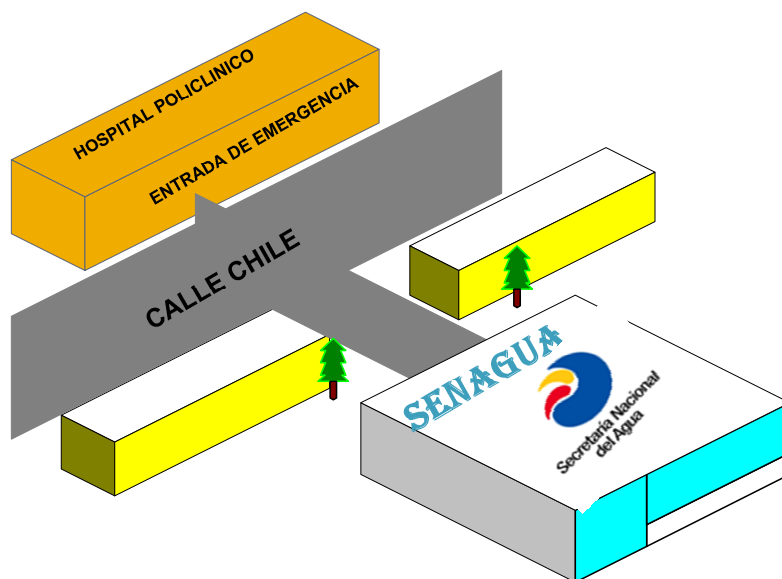 HOSPITAL POLICLINICO
ENTRADA DE EMERGENCIA
CALLE CHILE
SENAGUA
Secretaría Nacional
del Agua